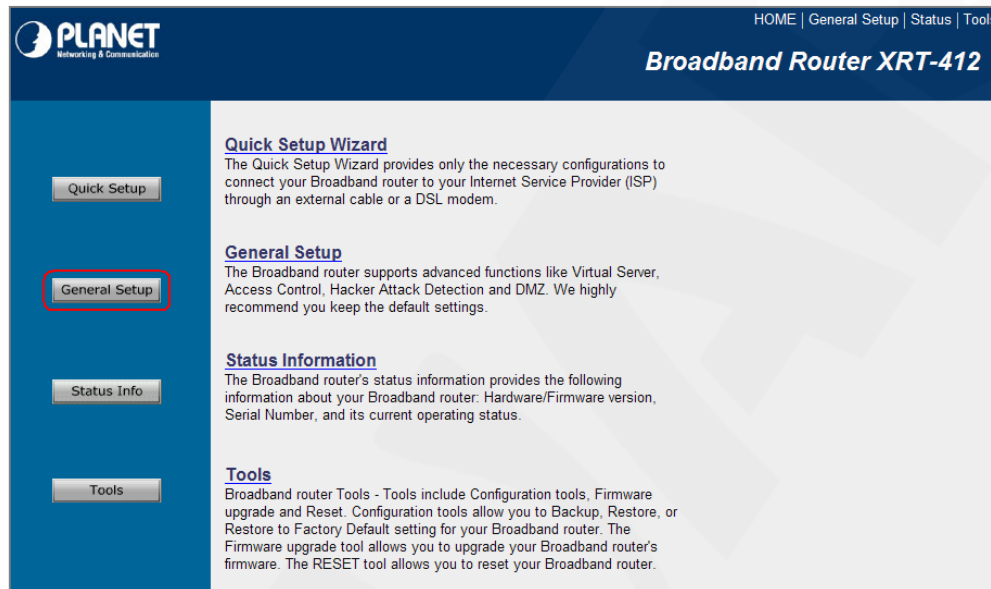 PLANET
Networking & Communication
HOME | General Setup | Status | Tools
Broadband Router XRT-412
Quick Setup
General Setup
Status Info
Tools
Quick Setup Wizard
The Quick Setup Wizard provides only the necessary configurations to
connect your Broadband router to your Internet Service Provider (ISP)
through an external cable or a DSL modem.
General Setup
The Broadband router supports advanced functions like Virtual Server,
Access Control, Hacker Attack Detection and DMZ. We highly
recommend you keep the default settings.
Status Information
The Broadband router's status information provides the following
information about your Broadband router: Hardware/Firmware version,
Serial Number, and its current operating status.
Tools
Broadband router Tools - Tools include Configuration tools, Firmware
upgrade and Reset. Configuration tools allow you to Backup, Restore, or
Restore to Factory Default setting for your Broadband router. The
Firmware upgrade tool allows you to upgrade your Broadband router's
firmware. The RESET tool allows you to reset your Broadband router.